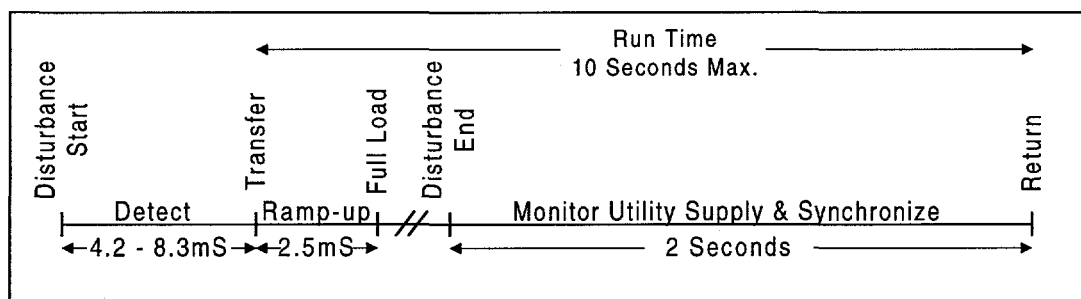 Run Time
10 Seconds Max.
Disturbance
Start
Transfer
Full Load
Disturbance
End
Return
Detect
Ramp-up
Monitor Utility Supply & Synchronize
4.2 - 8.3mS
2.5mS
2 Seconds